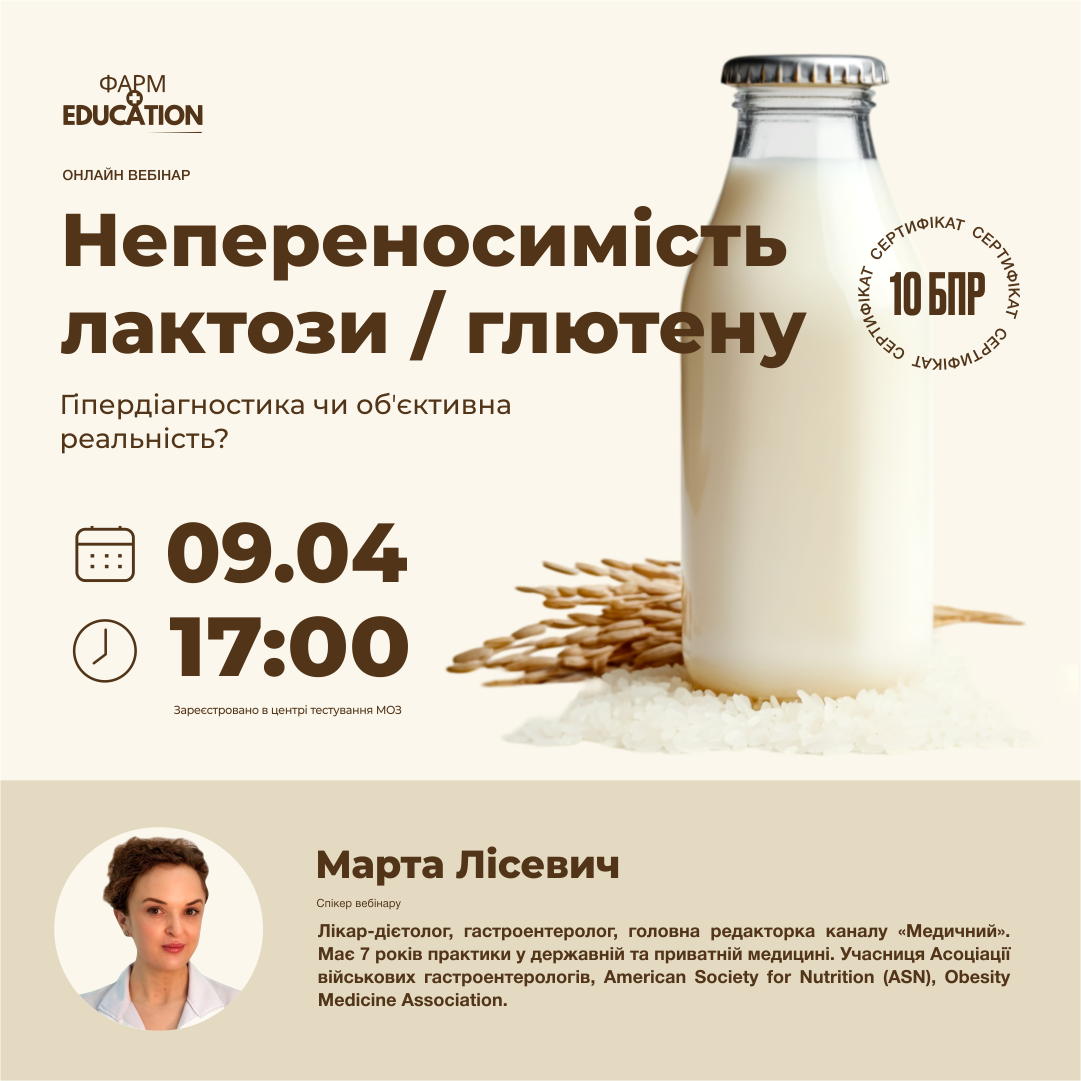 ФАРМ
EDUCATION
ОНЛАЙН ВЕБІНАР
Непереносимість
лактози / глютену
СЕРТИФІКАТ СЕРТИФІКАТ СЕРТИФІКАТ СЕРТИФІКАТ
10 БПР
Гіпердіагностика чи об'єктивна
реальність?
09.04
17:00
Зареєстровано в центрі тестування МОЗ
Марта Лісевич
Спікер вебінару
Лікар-дієтолог, гастроентеролог, головна редакторка каналу «Медичний».
Має 7 років практики у державній та приватній медицині. Учасниця Асоціації
військових гастроентерологів, American Society for Nutrition (ASN), Obesity
Medicine Association.